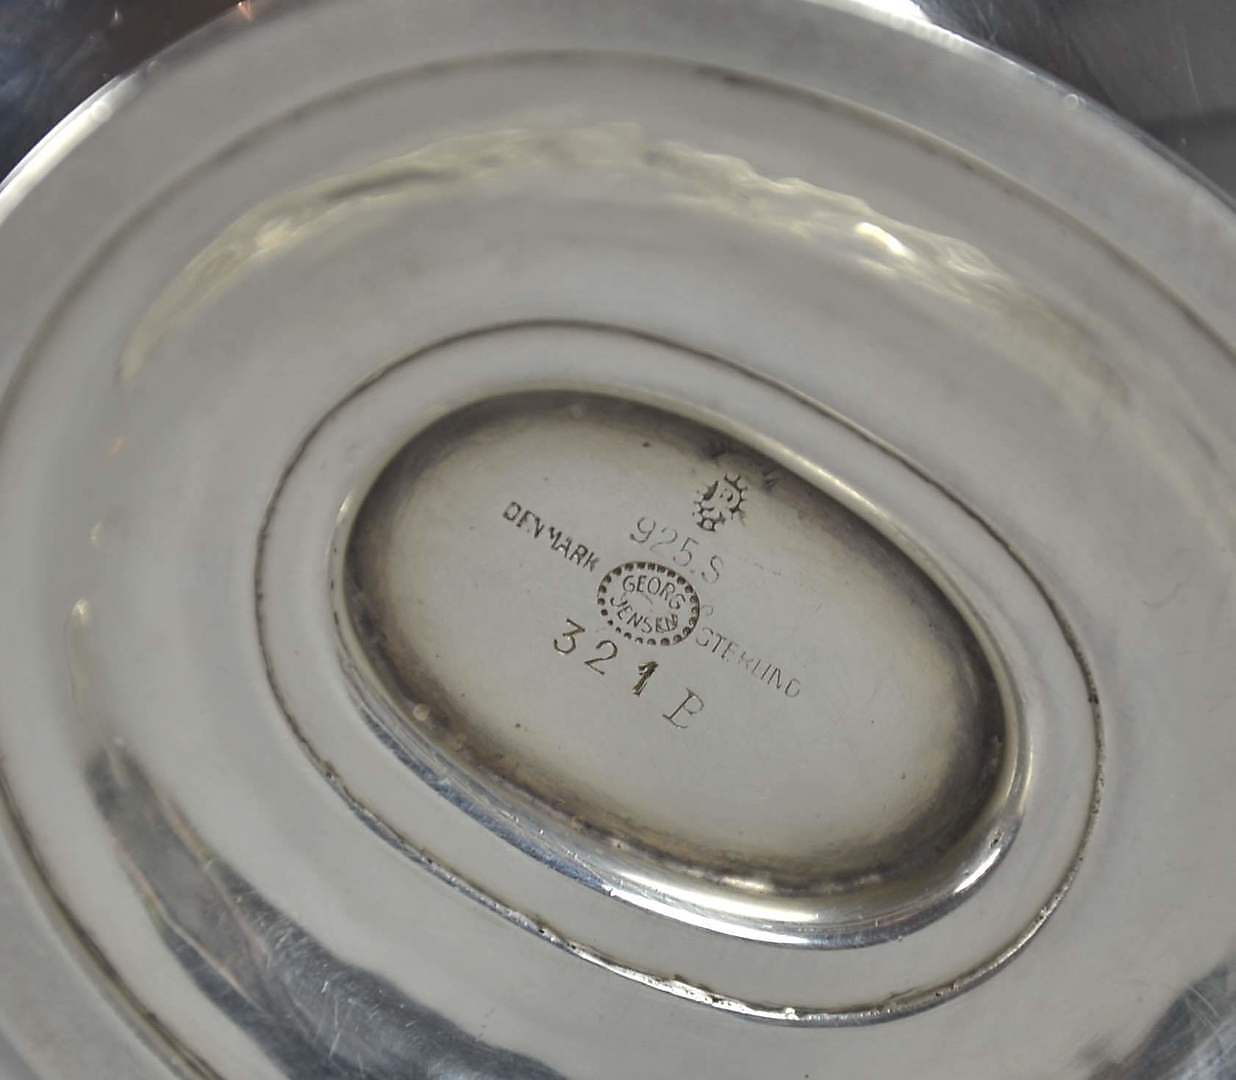 925.S
DENMARK
GEORG
JENSEN
STERLING
321 B